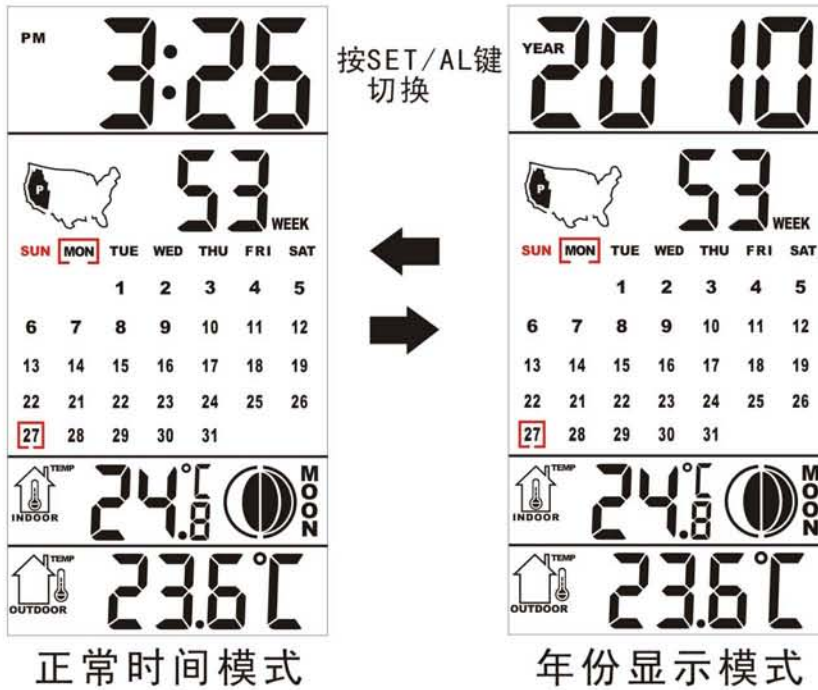 PM 3:26
53 WEEK
P
SUN MON TUE WED THU FRI SAT
1 2 3 4 5
6 7 8 9 10 11 12
13 14 15 16 17 18 19
22 21 22 23 24 25 26
27 28 29 30 31
TEMP
INDOOR
24.8°C
MOON
TEMP
OUTDOOR
23.6°C
正常时间模式
按SET/AL键
切换
YEAR 20 10
53 WEEK
P
SUN MON TUE WED THU FRI SAT
1 2 3 4 5
6 7 8 9 10 11 12
13 14 15 16 17 18 19
22 21 22 23 24 25 26
27 28 29 30 31
TEMP
INDOOR
24.8°C
MOON
TEMP
OUTDOOR
23.6°C
年份显示模式